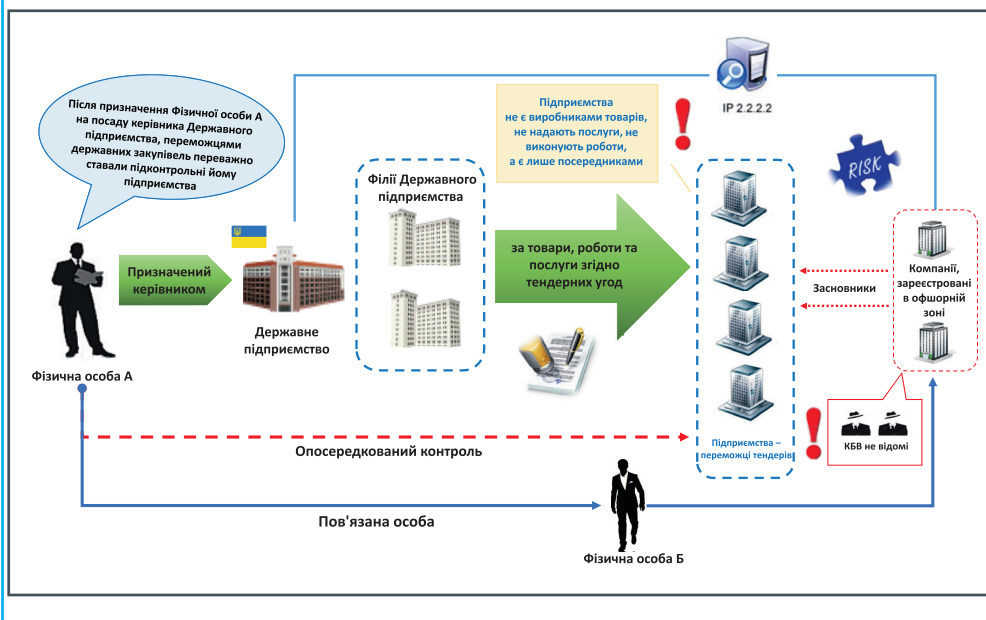 IP 2.2.2.2
Після призначення Фізичної особи А
на посаду керівника Державного
підприємства, переможцями
державних закупівель переважно
ставали підконтрольні йому
підприємства
Підприємства
не є виробниками товарів,
не надають послуги, не
виконують роботи,
а є лише посередниками
RISK
Філії Державного
підприємства
Призначений
керівником
за товари, роботи та
послуги згідно
тендерних угод
Засновники
Компанії,
зареєстровані
в офшорній
зоні
Державне
підприємство
Фізична особа А
Підприємства –
переможці тендерів
КБВ не відомі
Опосередкований контроль
Пов'язана особа
Фізична особа Б